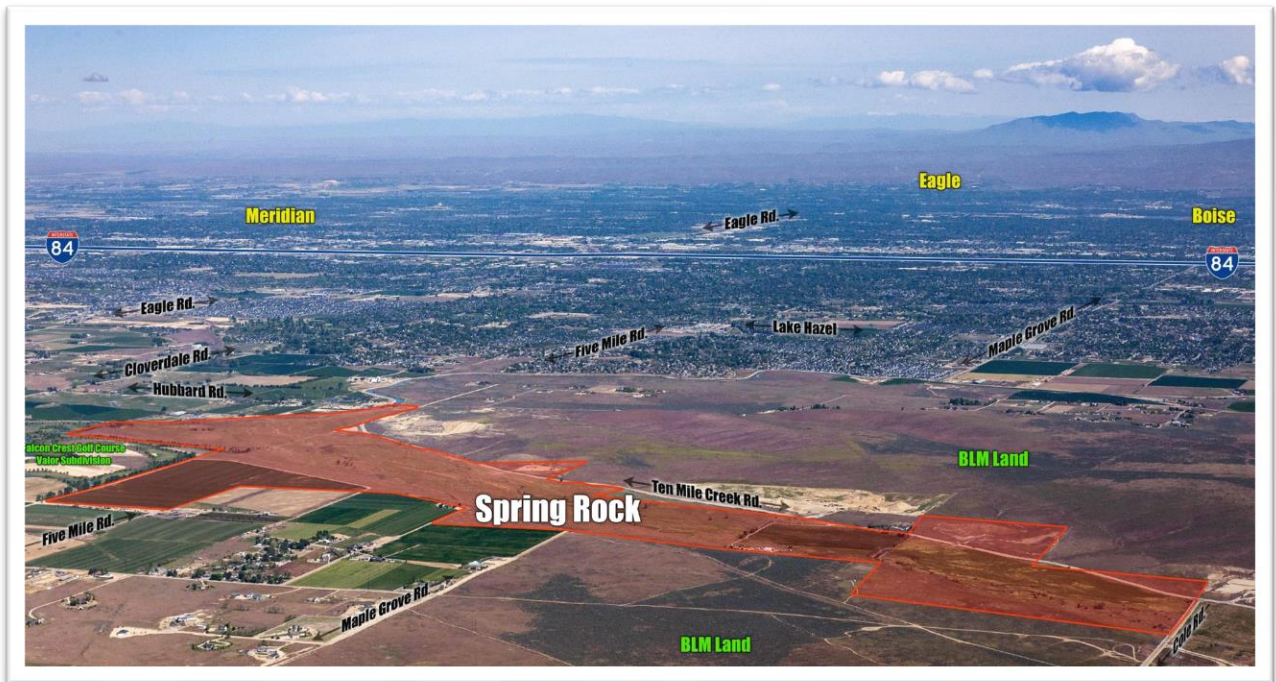 Eagle
Meridian
Eagle Rd.
Boise
INTERSTATE
84
INTERSTATE
84
Eagle Rd.
Maple Grove Rd.
Lake Hazel
Five Mile Rd.
Cloverdale Rd.
Hubbard Rd.
alcon Crest Golf Course
Valor Subdivision
BLM Land
Ten Mile Creek Rd.
Spring Rock
Five Mile Rd.
Maple Grove Rd.
Cole Rd.
BLM Land